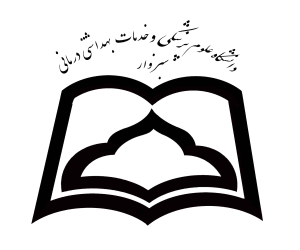 دانشگاه علوم پزشکی و خدمات بهداشتی درمانی
سبزوار